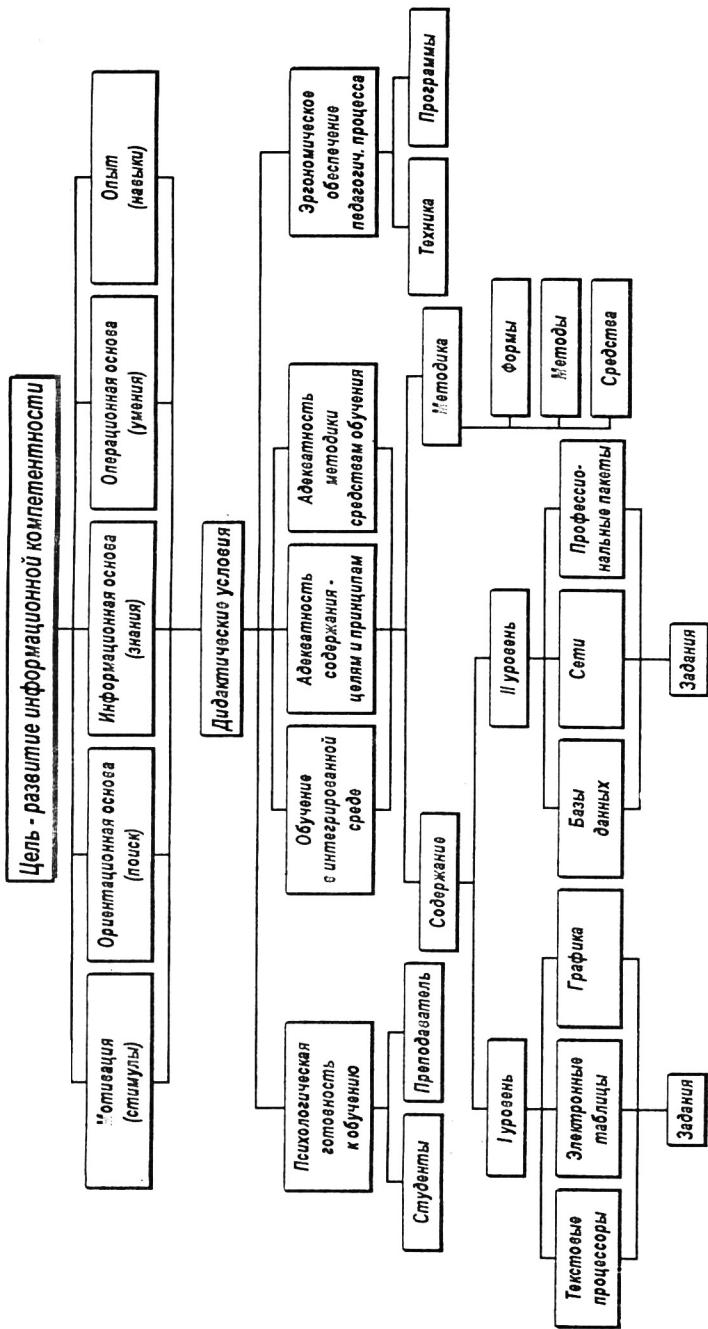 Цель - развитие информационной компетентности
Мотивация
(стимулы)
Ориентационная основа
(поиск)
Информационная основа
(знания)
Операционная основа
(умения)
Опыт
(навыки)
Дидактические условия
Психологическая
готовность
к обучению
Обучение
в интегрированной
среде
Адекватность
содержания -
целям и принципам
Адекватность
методики
средствам обучения
Эргономическое
обеспечение
педагогич. процесса
Студенты
Преподаватель
Техника
Программы
Содержание
Методика
Формы
Методы
Средства
I уровень
II уровень
Текстовые
процессоры
Электронные
таблицы
Графика
Базы
данных
Сети
Профессио-
нальные пакеты
Задания
Задания